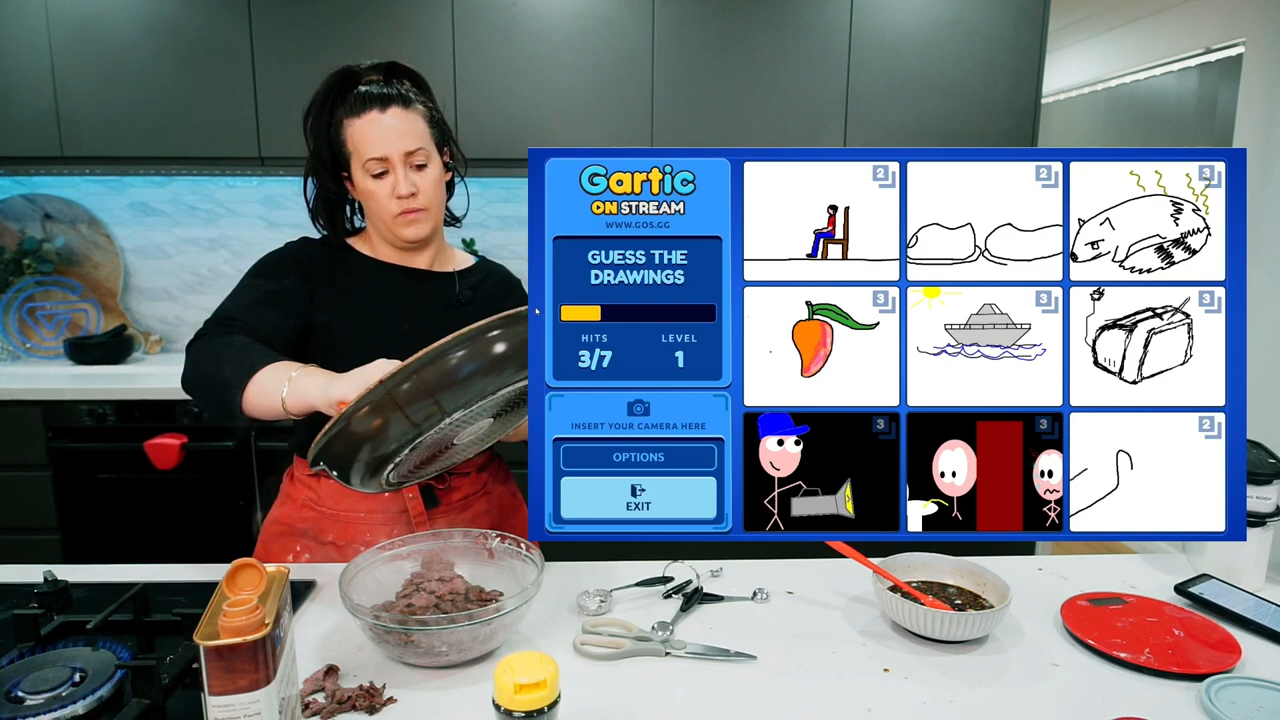 Gartic
ON STREAM
WWW.GOS.GG
GUESS THE
DRAWINGS
HITS
LEVEL
3/7
1
INSERT YOUR CAMERA HERE
OPTIONS
EXIT
2
2
3
3
3
3
3
3
2